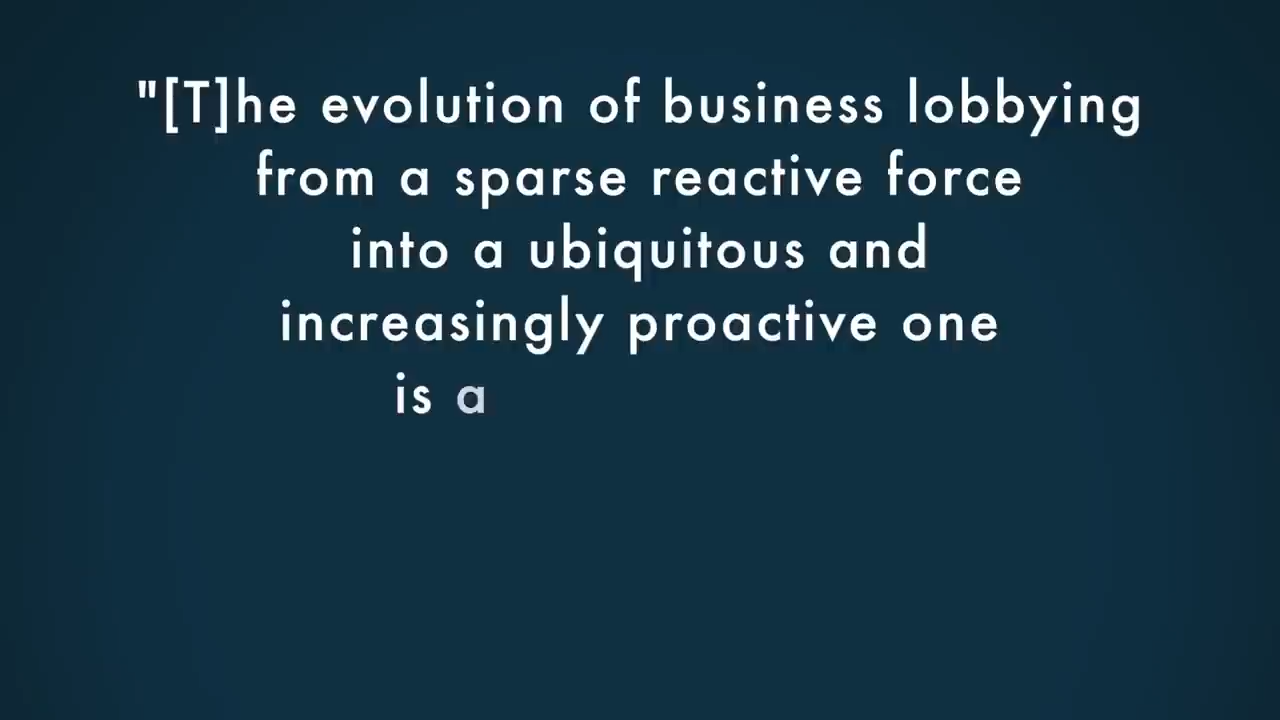 "[T]he evolution of business lobbying
from a sparse reactive force
into a ubiquitous and
increasingly proactive one
is a